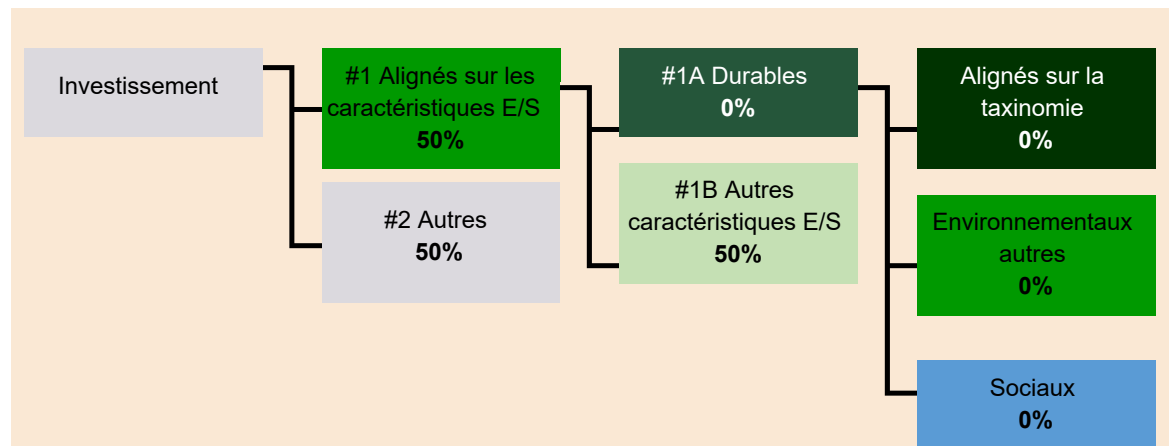 Investissement
#1 Alignés sur les
caractéristiques E/S
50%
#2 Autres
50%
#1A Durables
0%
#1B Autres
caractéristiques E/S
50%
Alignés sur la
taxinomie
0%
Environnementaux
autres
0%
Sociaux
0%